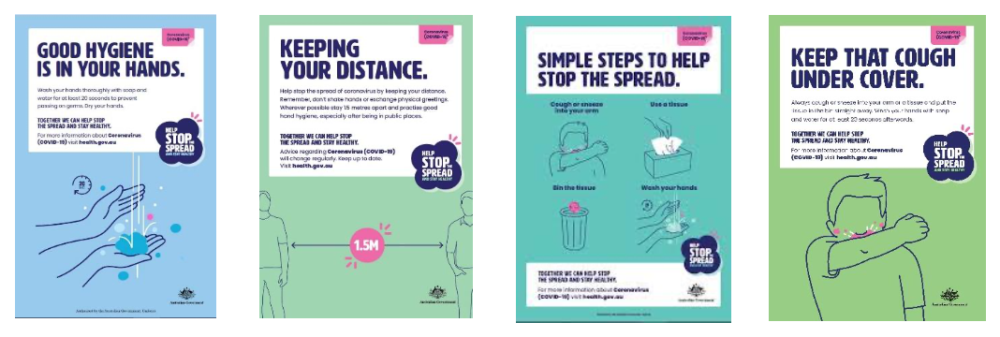 Coronavirus
(COVID-19)
GOOD HYGIENE
IS IN YOUR HANDS.
Wash your hands thoroughly with soap and
water for at least 20 seconds to prevent
passing on germs. Dry your hands.
TOGETHER WE CAN HELP STOP
THE SPREAD AND STAY HEALTHY.
For more information about Coronavirus
(COVID-19) visit health.gov.au
HELP
STOP THE
SPREAD
AND STAY HEALTHY
20
Australian Government
Authorised by the Australian Government, Canberra
Coronavirus
(COVID-19)
KEEPING
YOUR DISTANCE.
Help stop the spread of coronavirus by keeping your distance.
Remember, don't shake hands or exchange physical greetings.
Wherever possible stay 1.5 metres apart and practise good
hand hygiene, especially after being in public places.
TOGETHER WE CAN HELP STOP
THE SPREAD AND STAY HEALTHY.
Advice regarding Coronavirus (COVID-19)
will change regularly. Keep up to date.
Visit health.gov.au
HELP
STOP THE
SPREAD
AND STAY HEALTHY
1.5M
Australian Government
Coronavirus
(COVID-19)
SIMPLE STEPS TO HELP
STOP THE SPREAD.
Cough or sneeze
into your arm
Use a tissue
Bin the tissue
Wash your hands
HELP
STOP THE
SPREAD
AND STAY HEALTHY
TOGETHER WE CAN HELP STOP
THE SPREAD AND STAY HEALTHY.
For more information about Coronavirus
(COVID-19) visit health.gov.au
Australian Government
Coronavirus
(COVID-19)
KEEP THAT COUGH
UNDER COVER.
Always cough or sneeze into your arm or a tissue and put the
tissue in the bin straight away. Wash your hands with soap
and water for at least 20 seconds afterwards.
TOGETHER WE CAN HELP STOP
THE SPREAD AND STAY HEALTHY.
For more information about Coronavirus
(COVID-19) visit health.gov.au
HELP
STOP THE
SPREAD
AND STAY HEALTHY
Australian Government